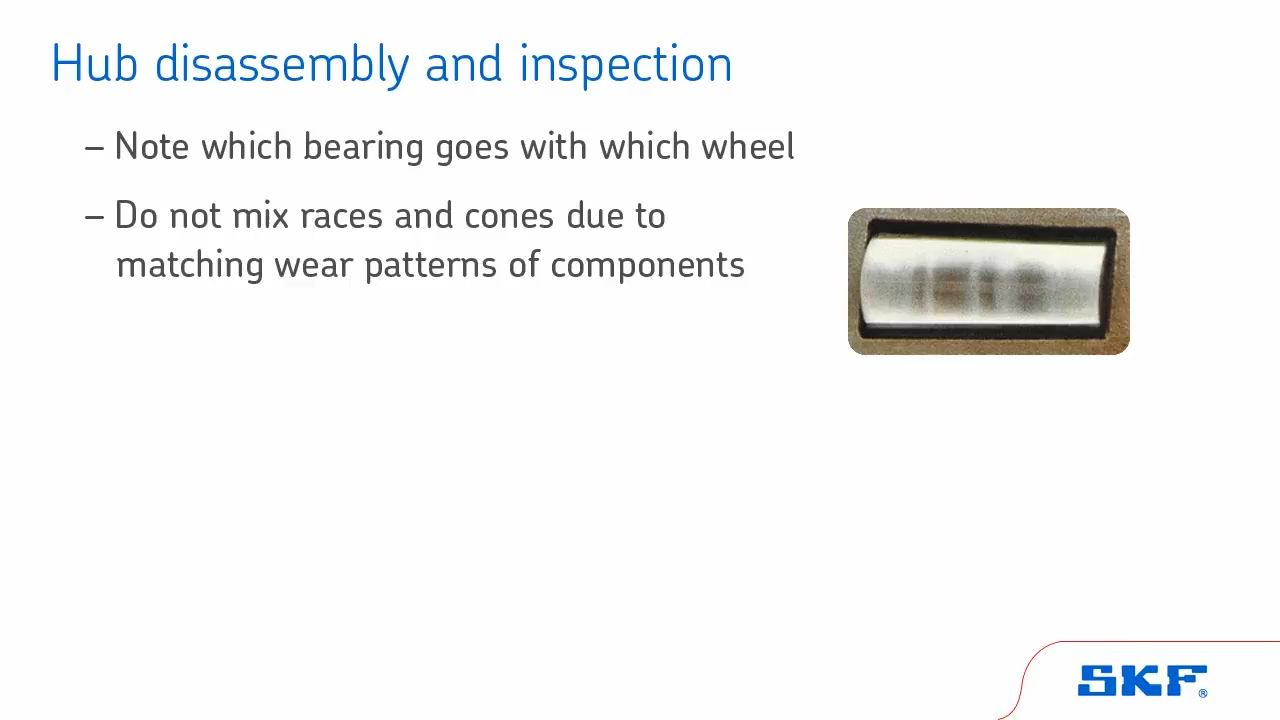 Hub disassembly and inspection
– Note which bearing goes with which wheel
– Do not mix races and cones due to
matching wear patterns of components
SKF®